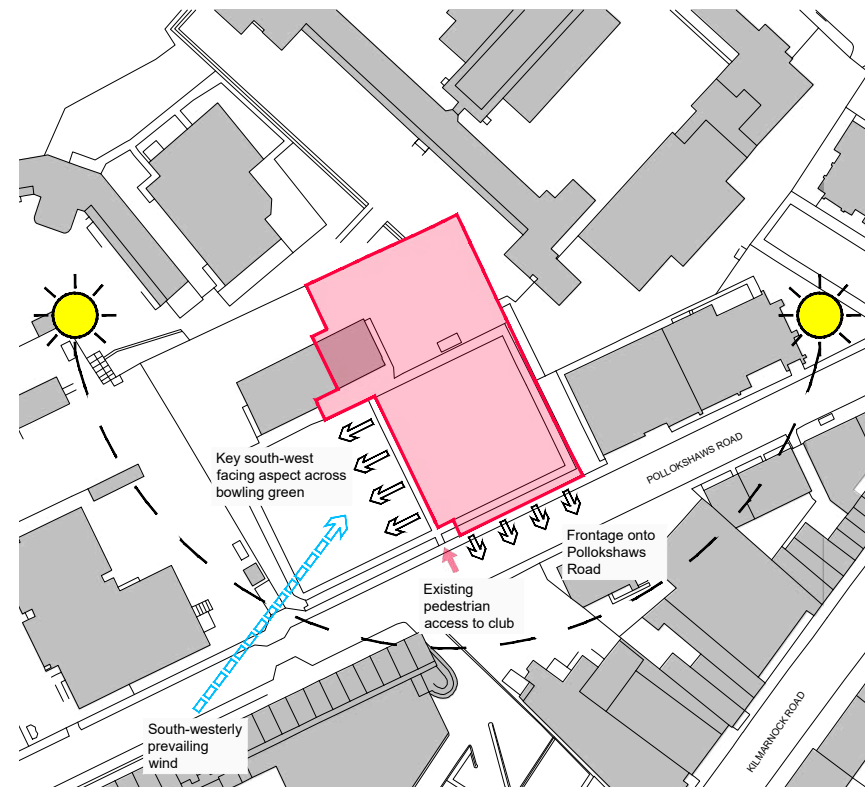 Key south-west
facing aspect across
bowling green
POLLOKSHAWS ROAD
Frontage onto
Pollokshaws
Road
Existing
pedestrian
access to club
South-westerly
prevailing
wind
KILMARNOCK ROAD